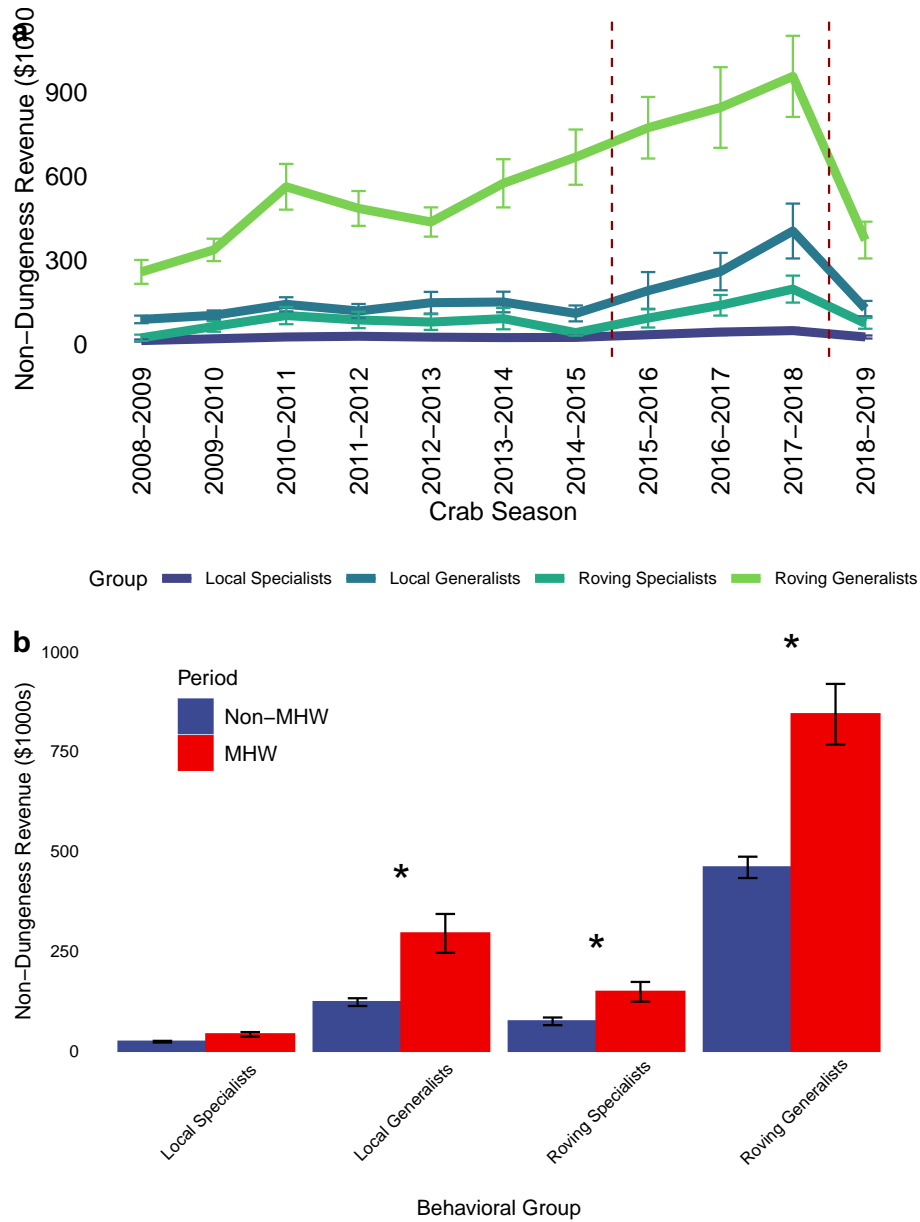 a
Non−Dungeness Revenue ($1000
900
600
300
0
2008−2009
2009−2010
2010−2011
2011−2012
2012−2013
2013−2014
2014−2015
2015−2016
2016−2017
2017−2018
2018−2019
Crab Season
Group Local Specialists Local Generalists Roving Specialists Roving Generalists
b
Non−Dungeness Revenue ($1000s)
1000
750
500
250
0
Period
Non−MHW
MHW
*
*
*
Local Specialists
Local Generalists
Roving Specialists
Roving Generalists
Behavioral Group